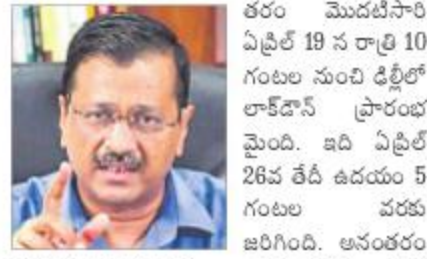 తరం మొదటిసారి
ఏప్రిల్ 19 న రాత్రి 10
గంటల నుంచి ఢిల్లీలో
లాక్‌డౌన్ ప్రారంభ
మైంది. ఇది ఏప్రిల్
26వ తేదీ ఉదయం 5
గంటల వరకు
జరిగింది. అనంతరం